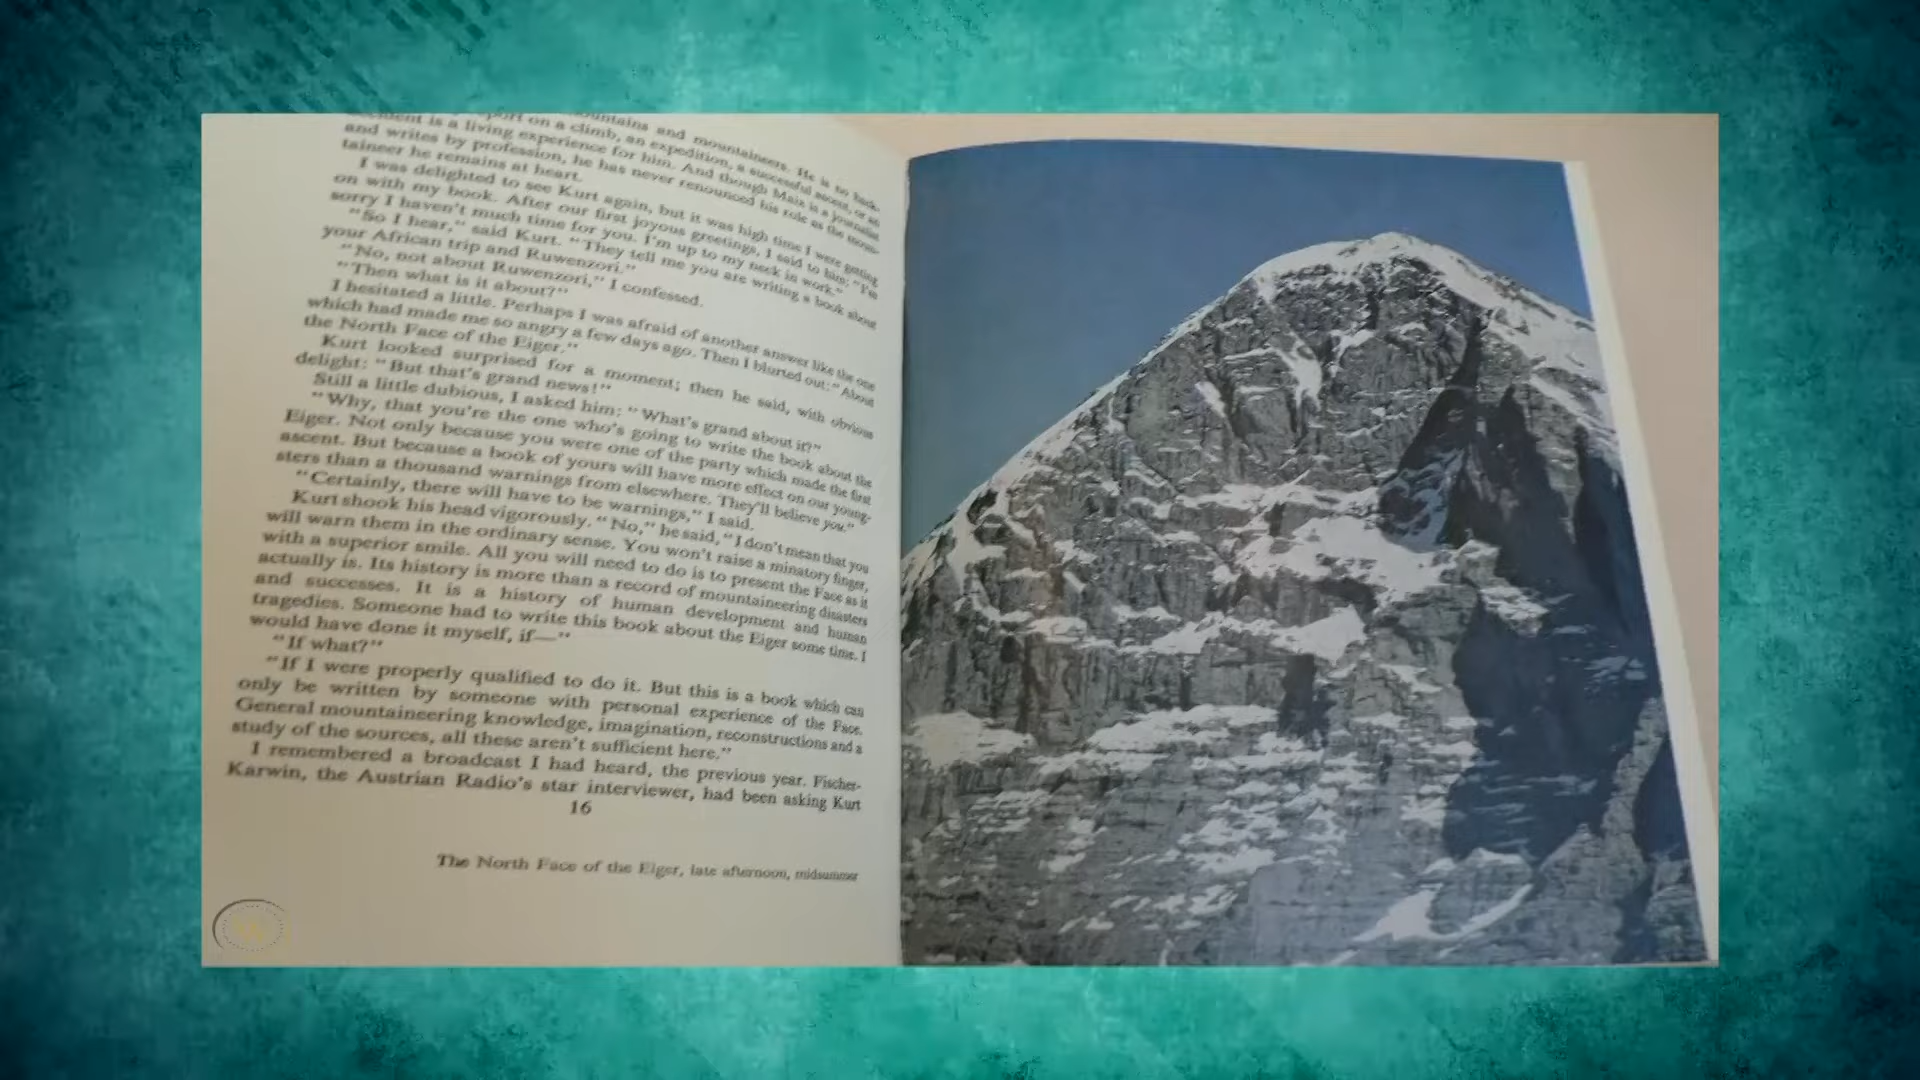 mountains and mountaineers. He is no back-
report on a climb, an expedition, a successful ascent, or an
accident is a living experience for him. And though Maix is a journalist
and writes by profession, he has never renounced his role as the moun-
taineer he remains at heart.
I was delighted to see Kurt again, but it was high time I were getting
on with my book. After our first joyous greetings, I said to him: "I'm
sorry I haven't much time for you. I'm up to my neck in work."
"So I hear," said Kurt. "They tell me you are writing a book about
your African trip and Ruwenzori."
"No, not about Ruwenzori," I confessed.
"Then what is it about?"
I hesitated a little. Perhaps I was afraid of another answer like the one
which had made me so angry a few days ago. Then I blurted out: "About
the North Face of the Eiger."
Kurt looked surprised for a moment; then he said, with obvious
delight: "But that's grand news!"
Still a little dubious, I asked him: "What's grand about it?"
"Why, that you're the one who's going to write the book about the
Eiger. Not only because you were one of the party which made the first
ascent. But because a book of yours will have more effect on our young-
sters than a thousand warnings from elsewhere. They'll believe you."
"Certainly, there will have to be warnings," I said.
Kurt shook his head vigorously. "No," he said, "I don't mean that you
will warn them in the ordinary sense. You won't raise a minatory finger,
with a superior smile. All you will need to do is to present the Face as it
actually is. Its history is more than a record of mountaineering disasters
and successes. It is a history of human development and human
tragedies. Someone had to write this book about the Eiger some time. I
would have done it myself, if—"
"If what?"
"If I were properly qualified to do it. But this is a book which can
only be written by someone with personal experience of the Face.
General mountaineering knowledge, imagination, reconstructions and a
study of the sources, all these aren't sufficient here."
I remembered a broadcast I had heard, the previous year. Fischer-
Karwin, the Austrian Radio's star interviewer, had been asking Kurt
16
The North Face of the Eiger, late afternoon, midsummer